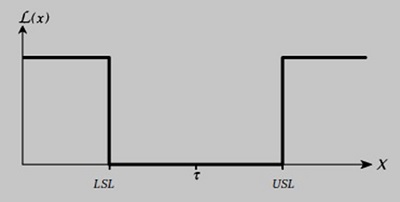 ℒ(x)
X
τ
LSL USL